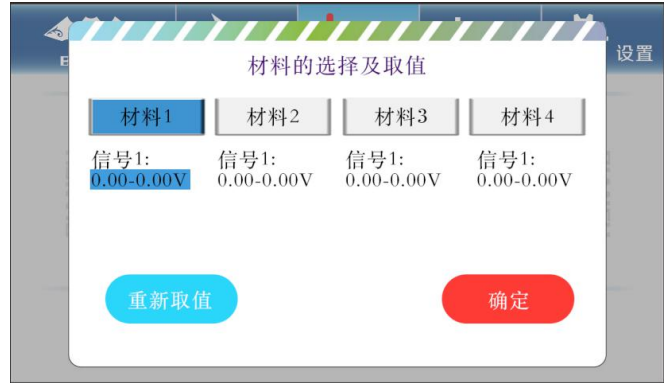 设置
材料的选择及取值
材料1 材料2 材料3 材料4
信号1: 信号1: 信号1: 信号1:
0.00-0.00V 0.00-0.00V 0.00-0.00V 0.00-0.00V
重新取值 确定